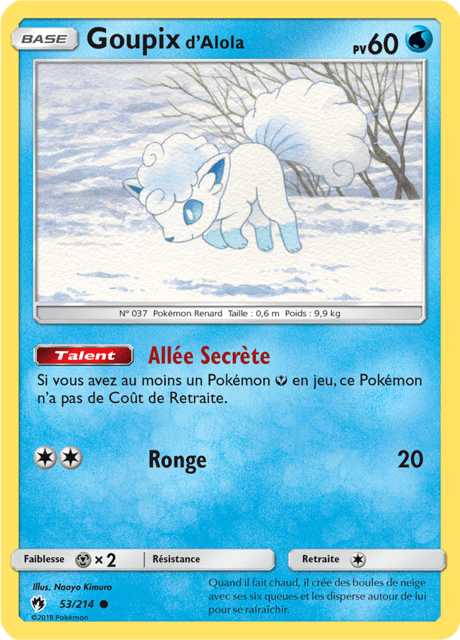 BASE Goupix d'Alola PV60
N° 037 Pokémon Renard Taille : 0,6 m Poids : 9,9 kg
Talent Allée Secrète
Si vous avez au moins un Pokémon en jeu, ce Pokémon
n'a pas de Coût de Retraite.
Ronge 20
Faiblesse ×2 Résistance Retraite
Illus. Naoyo Kimura
53/214
©2018 Pokémon
Quand il fait chaud, il crée des boules de neige
avec ses six queues et les disperse autour de lui
pour se rafraîchir.